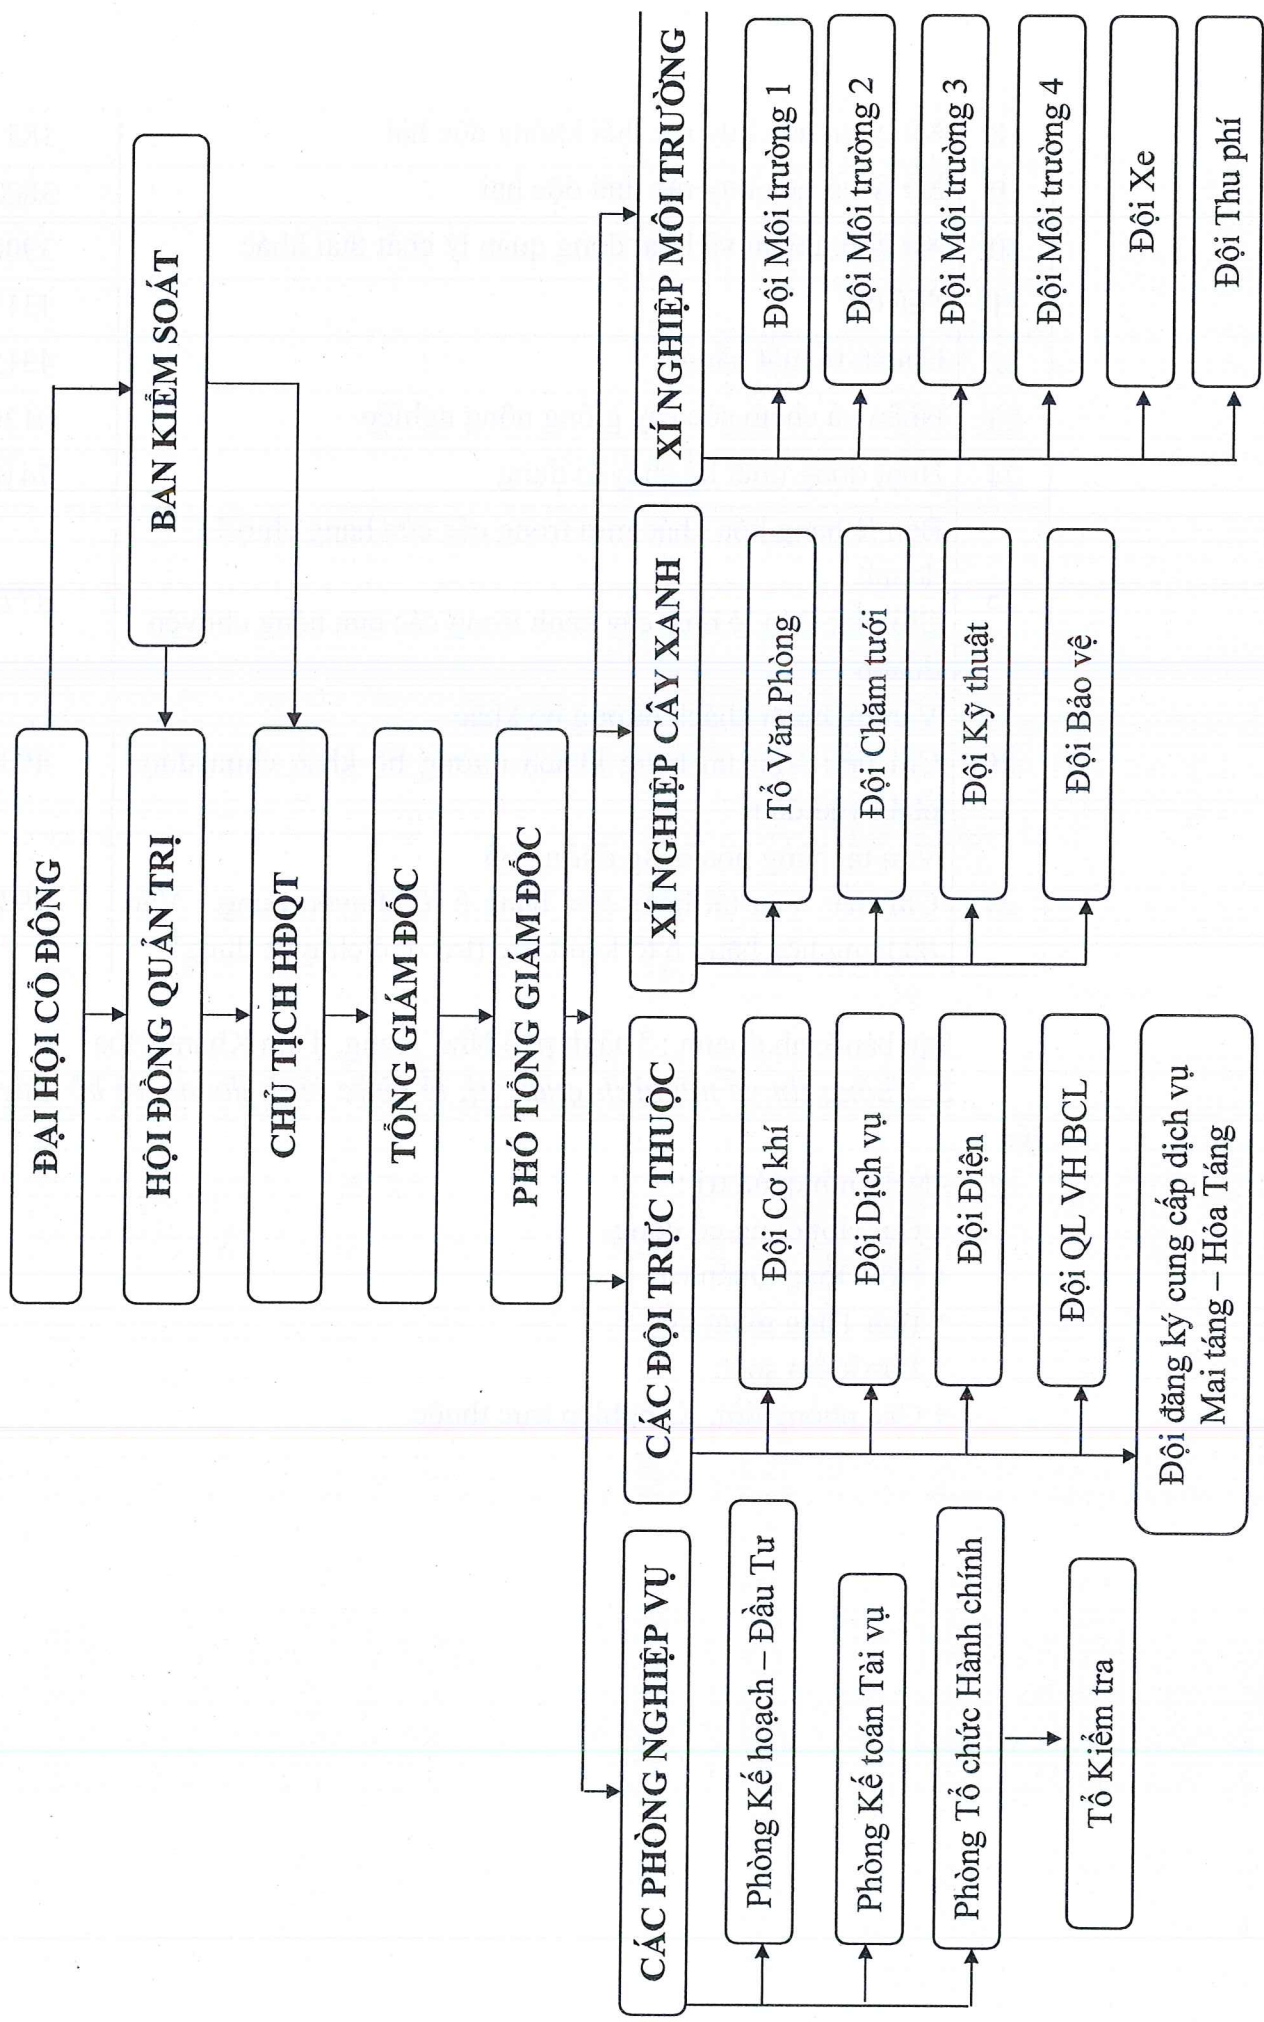 ĐẠI HỘI CỔ ĐÔNG
BAN KIỂM SOÁT
HỘI ĐỒNG QUẢN TRỊ
CHỦ TỊCH HĐQT
TỔNG GIÁM ĐỐC
PHÓ TỔNG GIÁM ĐỐC
CÁC PHÒNG NGHIỆP VỤ
Phòng Kế hoạch – Đầu Tư
Phòng Kế toán Tài vụ
Phòng Tổ chức Hành chính
Tổ Kiểm tra
CÁC ĐỘI TRỰC THUỘC
Đội Cơ khí
Đội Dịch vụ
Đội Điện
Đội QL VH BCL
Đội đăng ký cung cấp dịch vụ
Mai táng – Hỏa Táng
XÍ NGHIỆP CÂY XANH
Tổ Văn Phòng
Đội Chăm tưới
Đội Kỹ thuật
Đội Bảo vệ
XÍ NGHIỆP MÔI TRƯỜNG
Đội Môi trường 1
Đội Môi trường 2
Đội Môi trường 3
Đội Môi trường 4
Đội Xe
Đội Thu phí